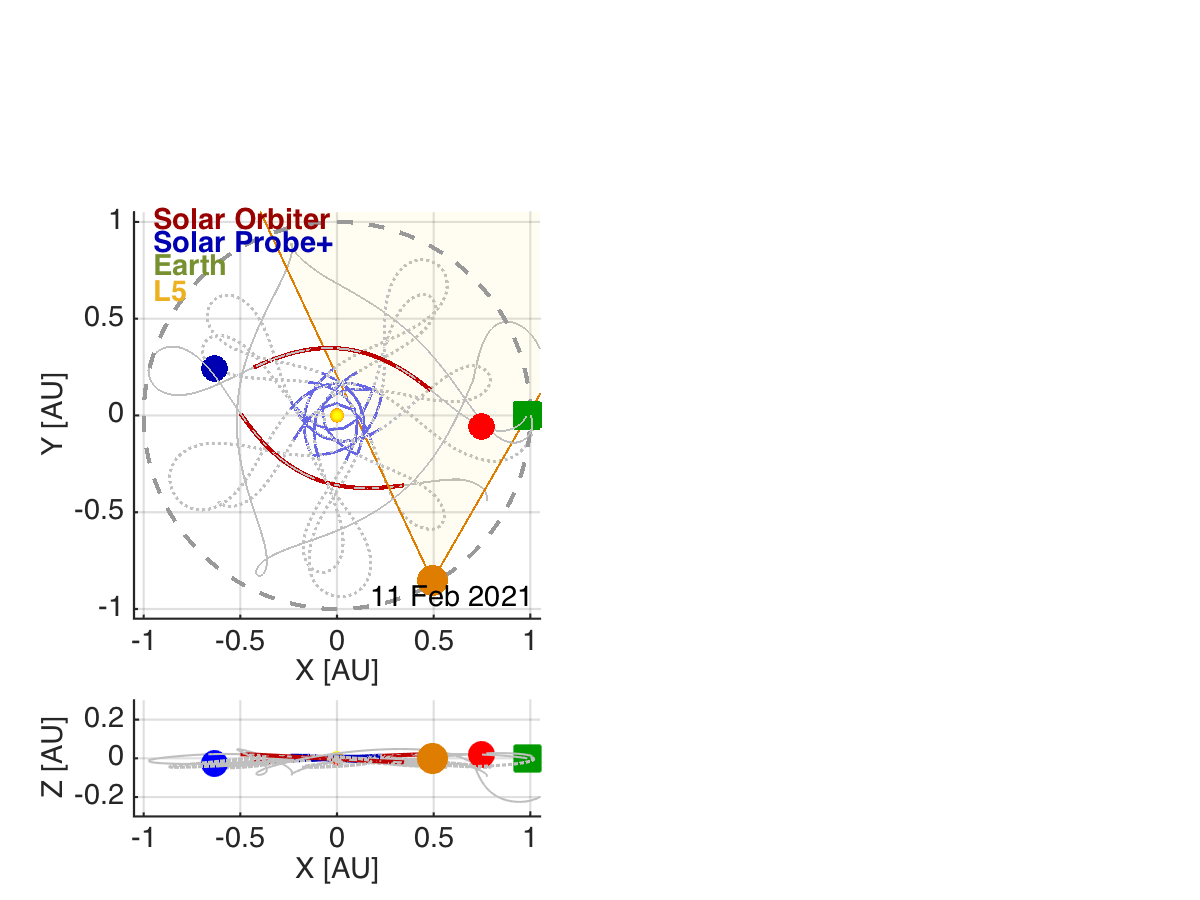 Y [AU]
1
0.5
0
-0.5
-1
Solar Orbiter
Solar Probe+
Earth
L5
11 Feb 2021
-1 -0.5 0 0.5 1
X [AU]
Z [AU]
0.2
0
-0.2
-1 -0.5 0 0.5 1
X [AU]